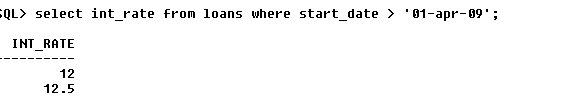 SQL> select int_rate from loans where start_date > '01-apr-09';
INT_RATE
----------
12
12.5